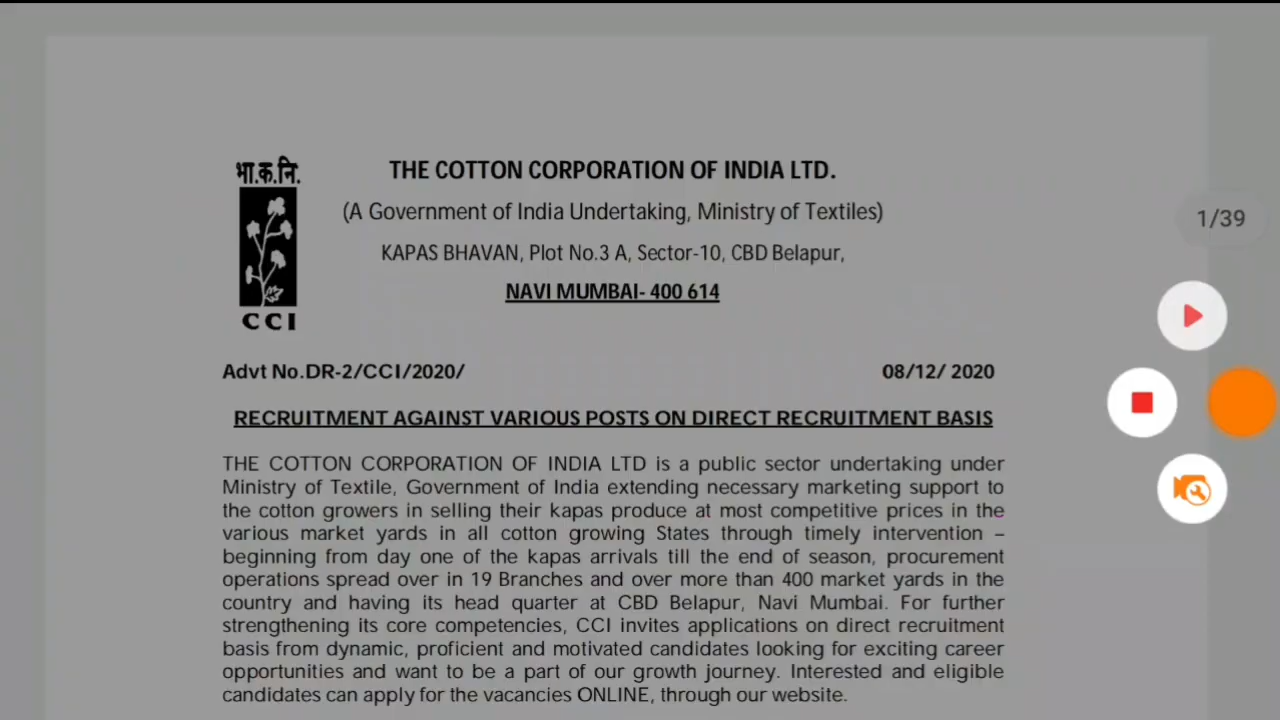 भा.क.नि.
CCI
THE COTTON CORPORATION OF INDIA LTD.
(A Government of India Undertaking, Ministry of Textiles)
KAPAS BHAVAN, Plot No.3 A, Sector-10, CBD Belapur,
NAVI MUMBAI- 400 614
1/39
Advt No.DR-2/CCI/2020/ 08/12/ 2020
RECRUITMENT AGAINST VARIOUS POSTS ON DIRECT RECRUITMENT BASIS
THE COTTON CORPORATION OF INDIA LTD is a public sector undertaking under
Ministry of Textile, Government of India extending necessary marketing support to
the cotton growers in selling their kapas produce at most competitive prices in the
various market yards in all cotton growing States through timely intervention –
beginning from day one of the kapas arrivals till the end of season, procurement
operations spread over in 19 Branches and over more than 400 market yards in the
country and having its head quarter at CBD Belapur, Navi Mumbai. For further
strengthening its core competencies, CCI invites applications on direct recruitment
basis from dynamic, proficient and motivated candidates looking for exciting career
opportunities and want to be a part of our growth journey. Interested and eligible
candidates can apply for the vacancies ONLINE, through our website.